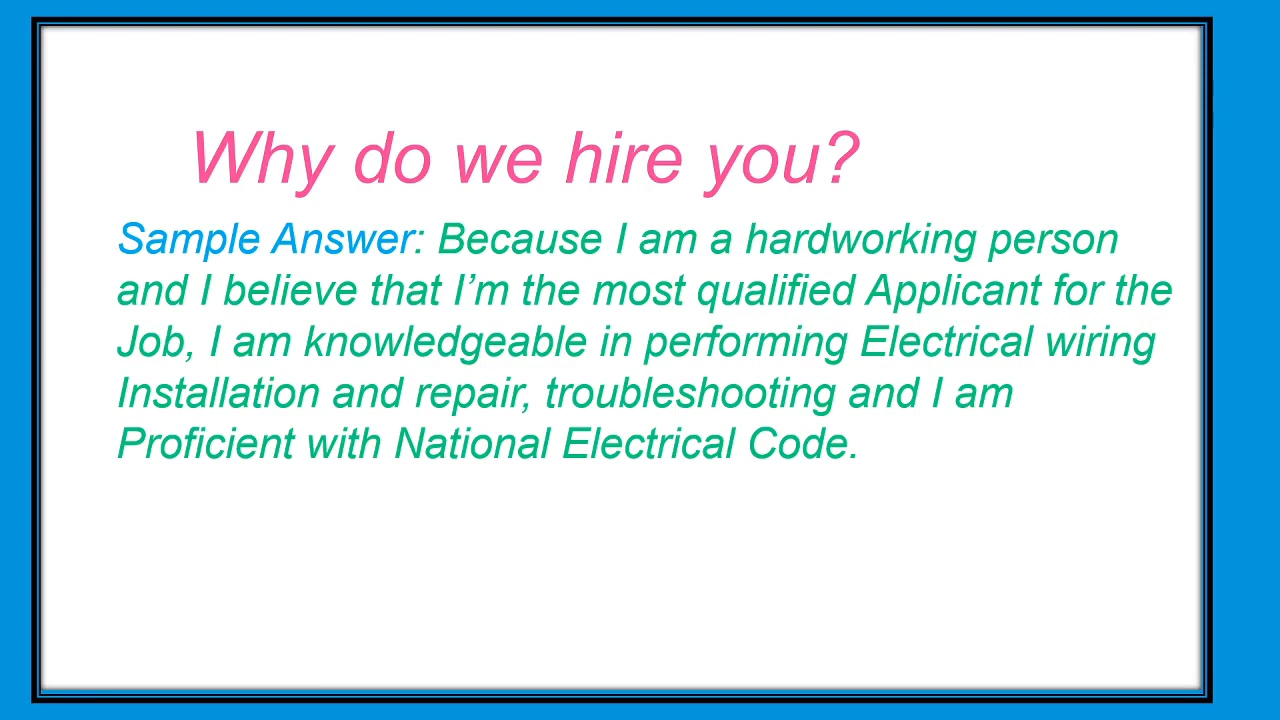 Why do we hire you?
Sample Answer: Because I am a hardworking person
and I believe that I’m the most qualified Applicant for the
Job, I am knowledgeable in performing Electrical wiring
Installation and repair, troubleshooting and I am
Proficient with National Electrical Code.